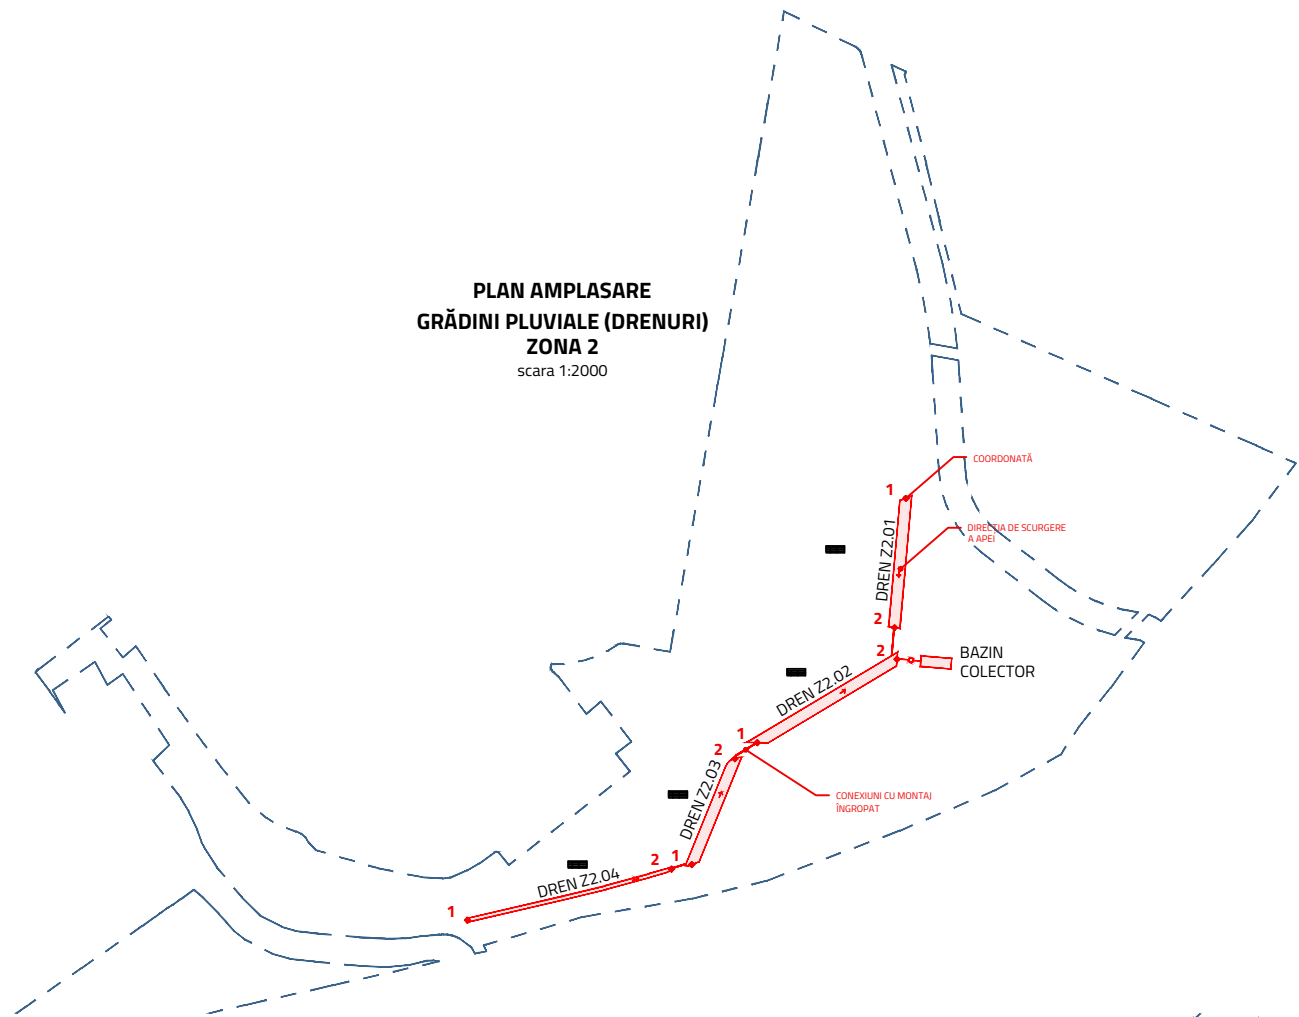 PLAN AMPLASARE
GRĂDINI PLUVIALE (DRENURI)
ZONA 2
scara 1:2000
COORDONATĂ
1
DREN Z2.01
DIRECȚIA DE SCURGERE
A APEI
2
2
BAZIN
COLECTOR
DREN Z2.02
1
2
DREN Z2.03
CONEXIUNI CU MONTAJ
ÎNGROPAT
2
1
DREN Z2.04
1